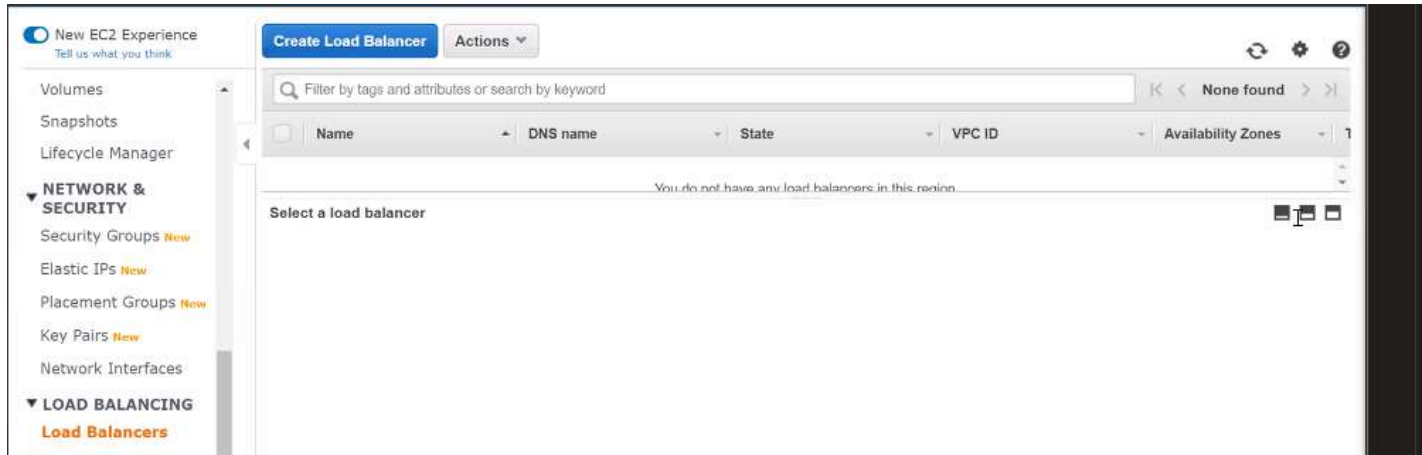 New EC2 Experience
Tell us what you think
Volumes
Snapshots
Lifecycle Manager
NETWORK &
SECURITY
Security Groups New
Elastic IPs New
Placement Groups New
Key Pairs New
Network Interfaces
LOAD BALANCING
Load Balancers
Create Load Balancer Actions
Filter by tags and attributes or search by keyword
None found
Name DNS name State VPC ID Availability Zones
You do not have any load balancers in this region
Select a load balancer